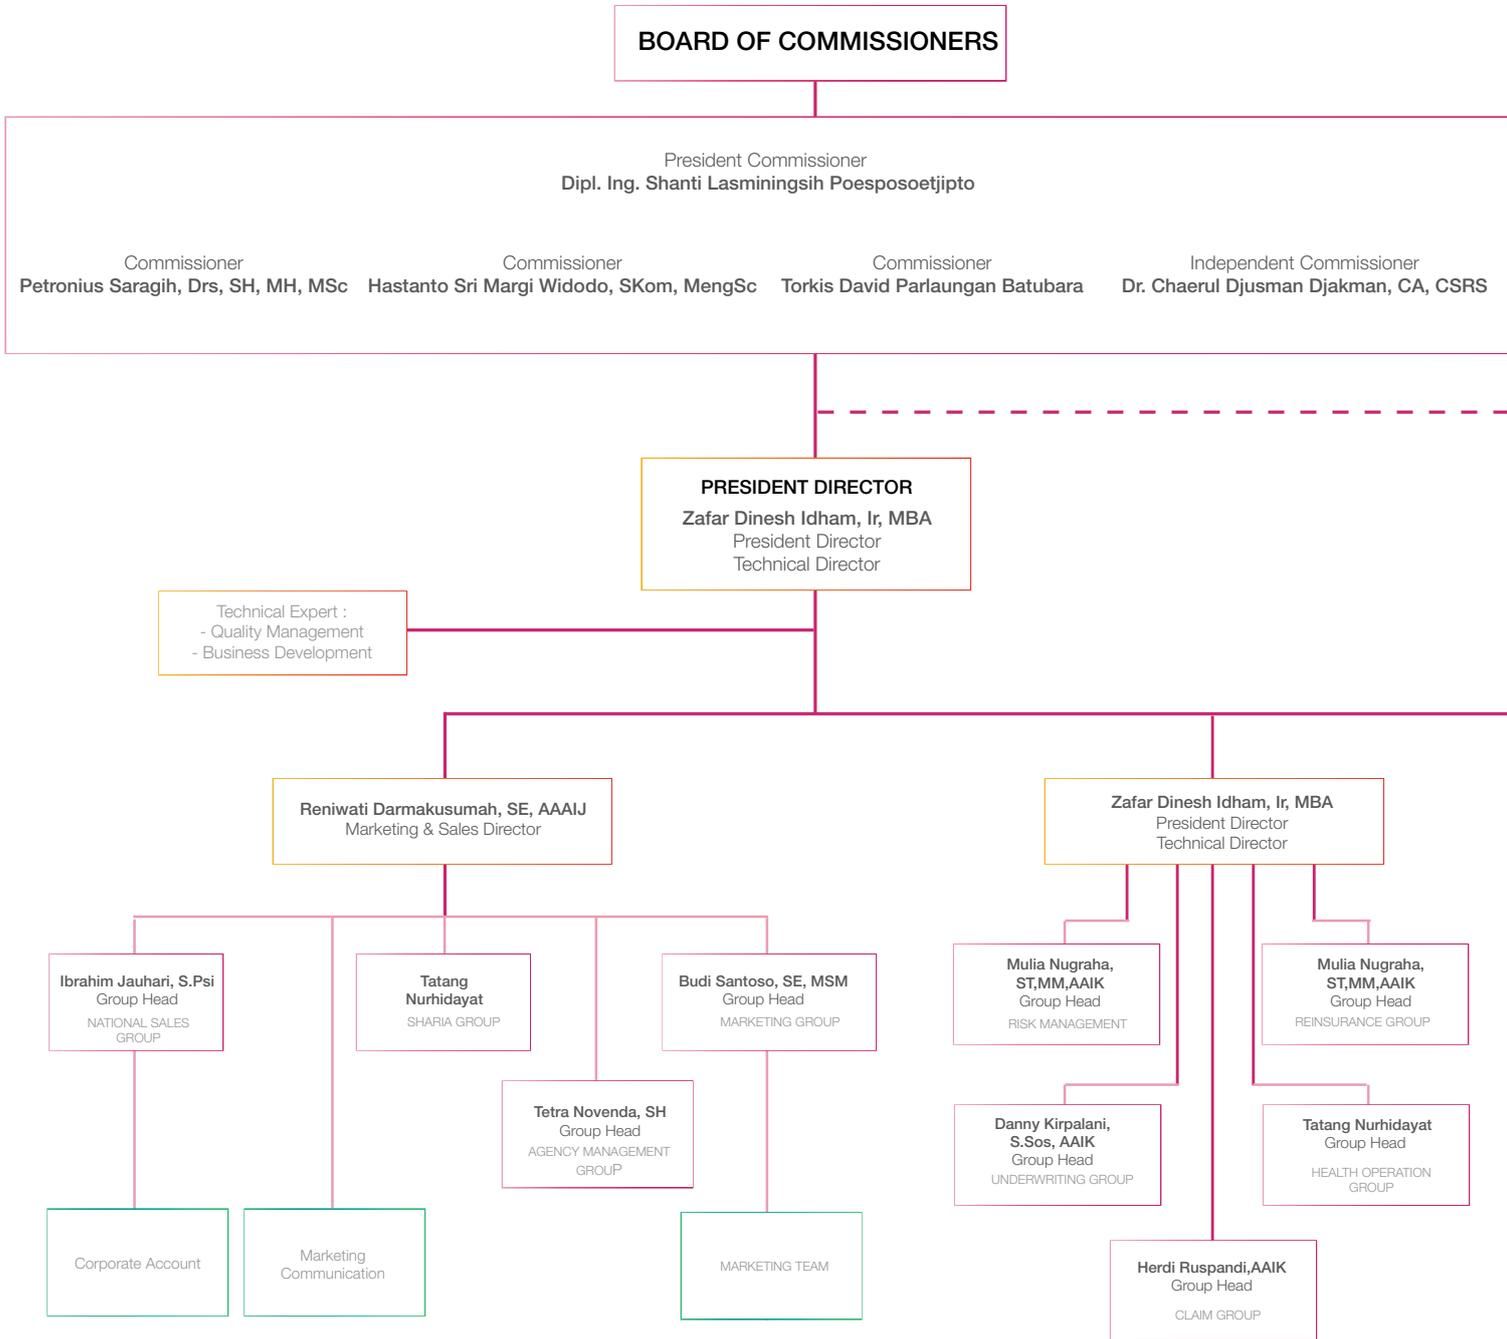 BOARD OF COMMISSIONERS
President Commissioner
Dipl. Ing. Shanti Lasminingsih Poesposoetjipto
Commissioner
Petronius Saragih, Drs, SH, MH, MSc
Commissioner
Hastanto Sri Margi Widodo, SKom, MengSc
Commissioner
Torkis David Parlaungan Batubara
Independent Commissioner
Dr. Chaerul Djusman Djakman, CA, CSRS
PRESIDENT DIRECTOR
Zafar Dinesh Idham, Ir, MBA
President Director
Technical Director
Technical Expert :
- Quality Management
- Business Development
Reniwati Darmakusumah, SE, AAAIJ
Marketing & Sales Director
Zafar Dinesh Idham, Ir, MBA
President Director
Technical Director
Ibrahim Jauhari, S.Psi
Group Head
NATIONAL SALES
GROUP
Tatang
Nurhidayat
SHARIA GROUP
Budi Santoso, SE, MSM
Group Head
MARKETING GROUP
Mulia Nugraha,
ST,MM,AAIK
Group Head
RISK MANAGEMENT
Mulia Nugraha,
ST,MM,AAIK
Group Head
REINSURANCE GROUP
Tetra Novenda, SH
Group Head
AGENCY MANAGEMENT
GROUP
Danny Kirpalani,
S.Sos, AAIK
Group Head
UNDERWRITING GROUP
Tatang Nurhidayat
Group Head
HEALTH OPERATION
GROUP
Corporate Account
Marketing
Communication
MARKETING TEAM
Herdi Ruspandi,AAIK
Group Head
CLAIM GROUP